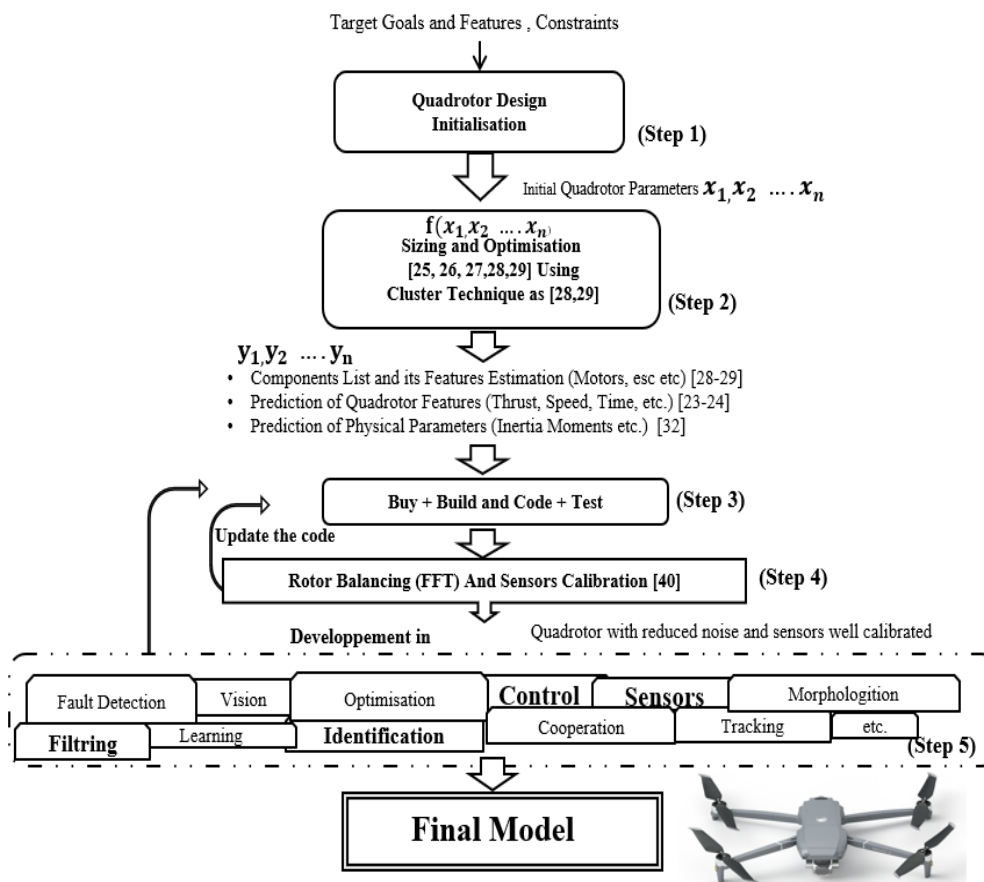 Target Goals and Features , Constraints
Quadrotor Design
Initialisation
(Step 1)
Initial Quadrotor Parameters x₁,x₂ .... xₙ
f(x₁,x₂ .... xₙ)
Sizing and Optimisation
[25, 26, 27,28,29] Using
Cluster Technique as [28,29]
(Step 2)
y₁,y₂ .... yₙ
• Components List and its Features Estimation (Motors, esc etc) [28-29]
• Prediction of Quadrotor Features (Thrust, Speed, Time, etc.) [23-24]
• Prediction of Physical Parameters (Inertia Moments etc.) [32]
Buy + Build and Code + Test
(Step 3)
Update the code
Rotor Balancing (FFT) And Sensors Calibration [40]
(Step 4)
Developpement in
Quadrotor with reduced noise and sensors well calibrated
Fault Detection
Vision
Optimisation
Control
Sensors
Morphologition
Filtring
Learning
Identification
Cooperation
Tracking
etc.
(Step 5)
Final Model